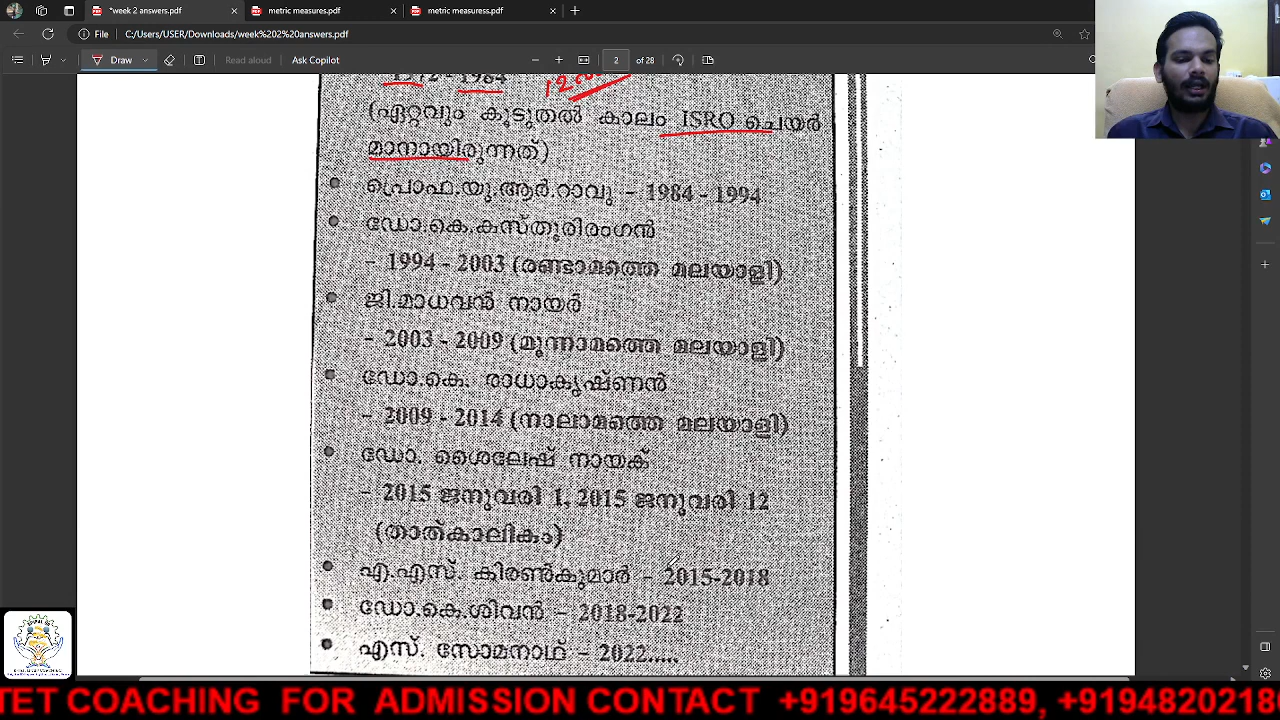 *week 2 answers.pdf
metric measures.pdf
metric measuress.pdf
File C:/Users/USER/Downloads/week%202%20answers.pdf
Draw Read aloud Ask Copilot 2 of 28
1972 - 1984
(ഏറ്റവും കൂടുതൽ കാലം ISRO ചെയർ
മാനായിരുന്നത്)
പ്രൊഫ.യു.ആർ.റാവു - 1984 - 1994
ഡോ.കെ.കസ്തൂരിരംഗൻ
- 1994 - 2003 (രണ്ടാമത്തെ മലയാളി)
ജി.മാധവൻ നായർ
- 2003 - 2009 (മൂന്നാമത്തെ മലയാളി)
ഡോ.കെ. രാധാകൃഷ്ണൻ
- 2009 - 2014 (നാലാമത്തെ മലയാളി)
ഡോ. ശൈലേഷ് നായക്
- 2015 ജനുവരി 1, 2015 ജനുവരി 12
(താത്കാലികം)
എ.എസ്. കിരൺകുമാർ - 2015-2018
ഡോ.കെ.ശിവൻ - 2018-2022
എസ്. സോമനാഥ് - 2022.....
TET COACHING FOR ADMISSION CONTACT +919645222889, +9194820218